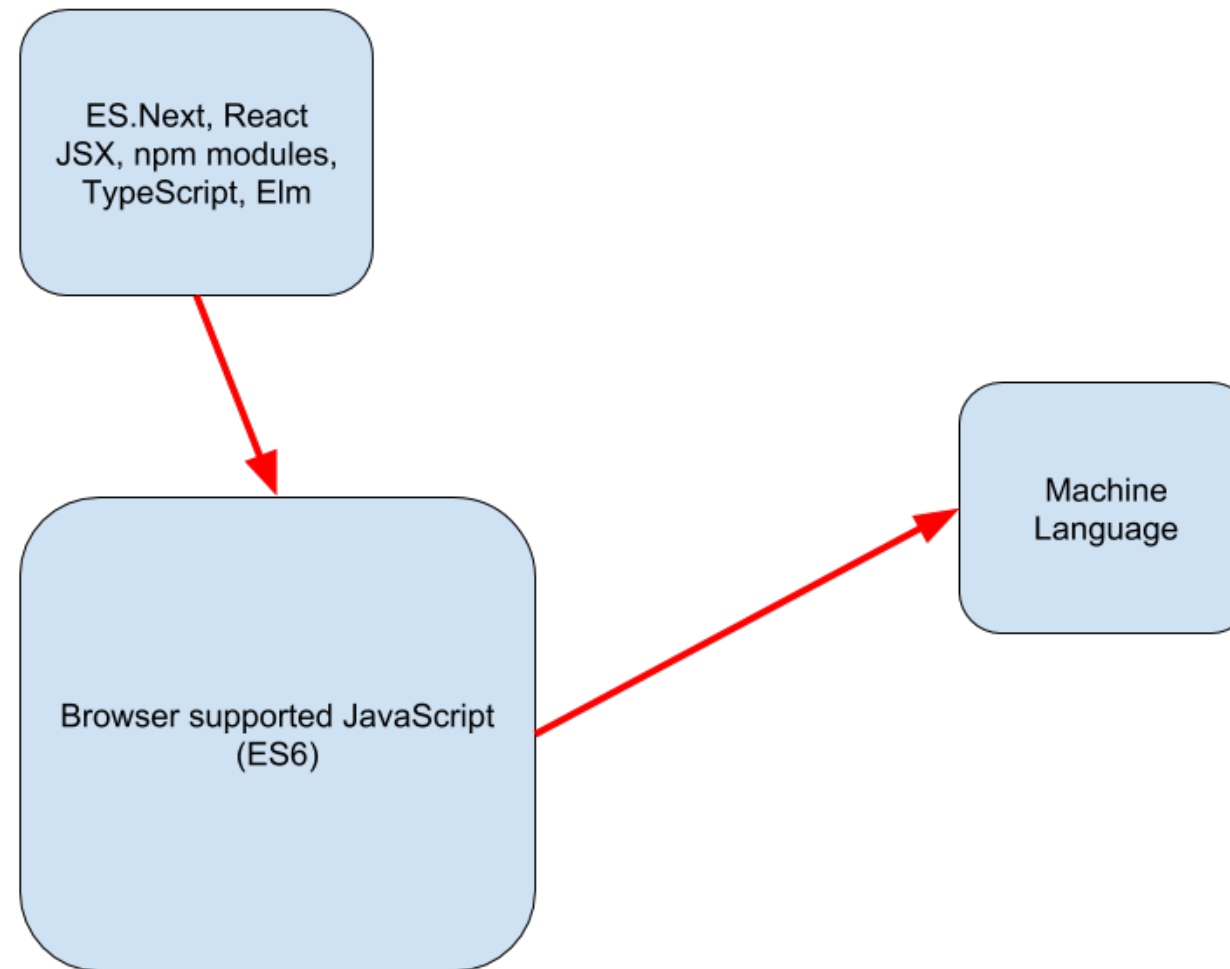 ES.Next, React
JSX, npm modules,
TypeScript, Elm
Machine
Language
Browser supported JavaScript
(ES6)